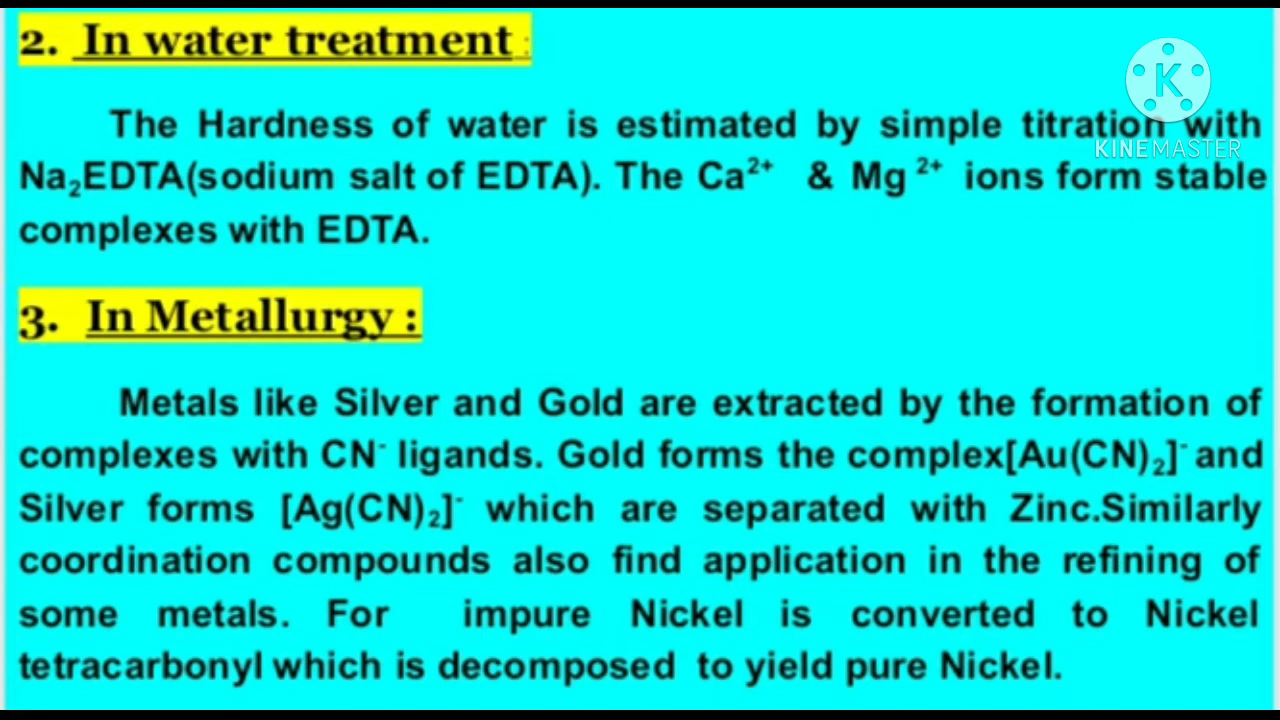 2. In water treatment :
K
KINEMASTER
The Hardness of water is estimated by simple titration with
Na₂EDTA(sodium salt of EDTA). The Ca²⁺ & Mg ²⁺ ions form stable
complexes with EDTA.
3. In Metallurgy :
Metals like Silver and Gold are extracted by the formation of
complexes with CN⁻ ligands. Gold forms the complex[Au(CN)₂]⁻ and
Silver forms [Ag(CN)₂]⁻ which are separated with Zinc.Similarly
coordination compounds also find application in the refining of
some metals. For impure Nickel is converted to Nickel
tetracarbonyl which is decomposed to yield pure Nickel.